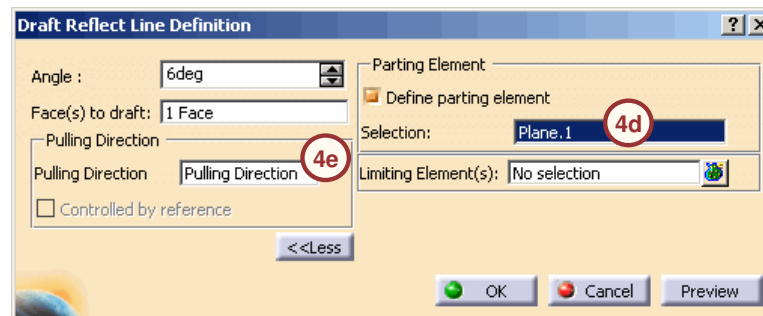 Draft Reflect Line Definition
?
Angle : 6deg
Face(s) to draft: 1 Face
Pulling Direction
Pulling Direction Pulling Direction 4e
Controlled by reference
<<Less
Parting Element
Define parting element
Selection: Plane.1 4d
Limiting Element(s): No selection
OK Cancel Preview